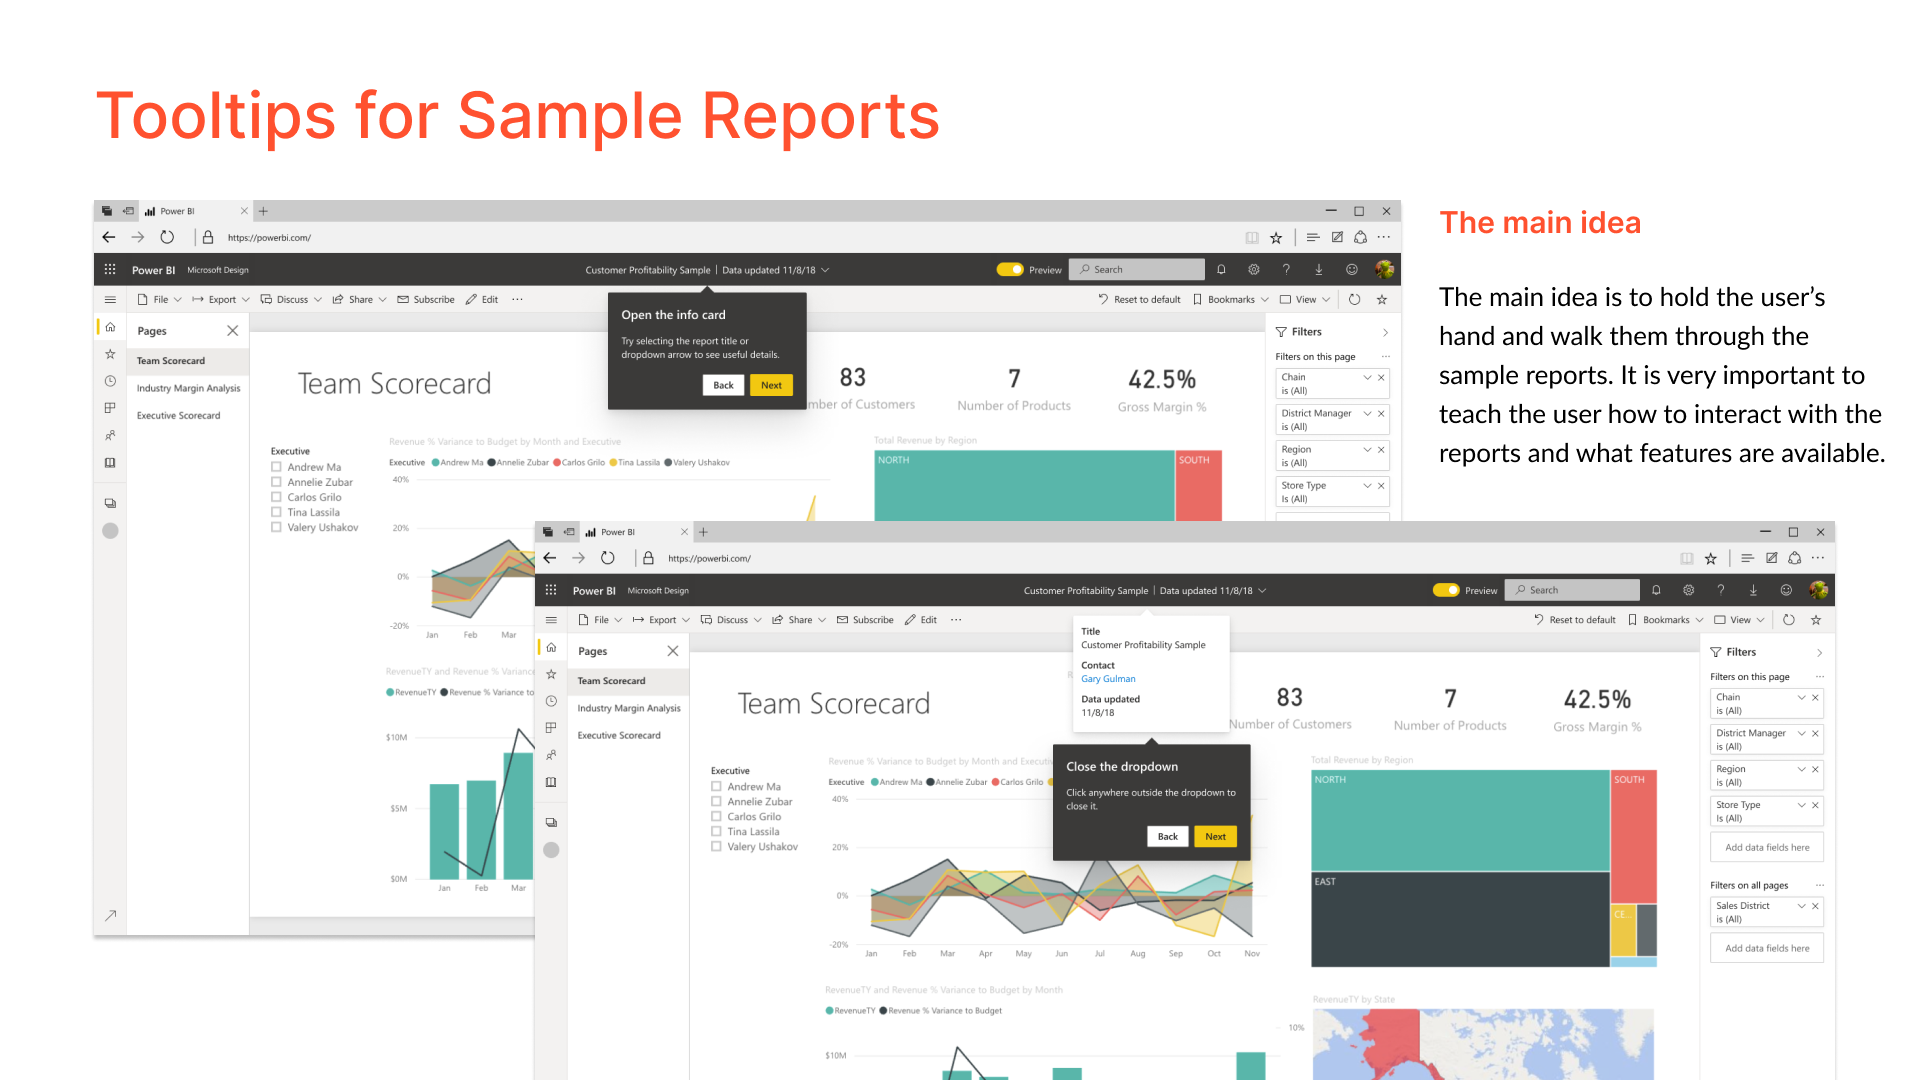 Tooltips for Sample Reports
Power BI
https://powerbi.com/
Power BI Microsoft Design
Customer Profitability Sample | Data updated 11/8/18
Preview
Search
File Export Discuss Share Subscribe Edit ...
Reset to default Bookmarks View
Pages
Team Scorecard
Industry Margin Analysis
Executive Scorecard
Open the info card
Try selecting the report title or
dropdown arrow to see useful details.
Back Next
Team Scorecard
83
mber of Customers
7
Number of Products
42.5%
Gross Margin %
Executive
Andrew Ma
Annelie Zubar
Carlos Grilo
Tina Lassila
Valery Ushakov
Revenue % Variance to Budget by Month and Executive
Executive Andrew Ma Annelie Zubar Carlos Grilo Tina Lassila Valery Ushakov
40%
20%
0%
-20%
Jan Feb Mar
Total Revenue by Region
NORTH SOUTH
RevenueTY and Revenue % Variance
RevenueTY Revenue % Variance to
$10M
$5M
$0M
Jan Feb Mar
Filters
Filters on this page ...
Chain
is (All)
District Manager
is (All)
Region
is (All)
Store Type
Is (All)
The main idea
The main idea is to hold the user’s
hand and walk them through the
sample reports. It is very important to
teach the user how to interact with the
reports and what features are available.
Power BI
https://powerbi.com/
Power BI Microsoft Design
Customer Profitability Sample | Data updated 11/8/18
Preview
Search
File Export Discuss Share Subscribe Edit ...
Reset to default Bookmarks View
Pages
Team Scorecard
Industry Margin Analysis
Executive Scorecard
Title
Customer Profitability Sample
Contact
Gary Gulman
Data updated
11/8/18
Close the dropdown
Click anywhere outside the dropdown to
close it.
Back Next
Team Scorecard
83
Number of Customers
7
Number of Products
42.5%
Gross Margin %
Executive
Andrew Ma
Annelie Zubar
Carlos Grilo
Tina Lassila
Valery Ushakov
Revenue % Variance to Budget by Month and Executive
Executive Andrew Ma Annelie Zubar Carlos Grilo
40%
20%
0%
-20%
Jan Feb Mar Apr May Jun Jul Aug Sep Oct Nov
Total Revenue by Region
NORTH SOUTH
EAST
CE...
RevenueTY and Revenue % Variance to Budget by Month
RevenueTY Revenue % Variance to Budget
10%
$10M
RevenueTY by State
Filters
Filters on this page ...
Chain
is (All)
District Manager
is (All)
Region
is (All)
Store Type
Is (All)
Add data fields here
Filters on all pages ...
Sales District
is (All)
Add data fields here